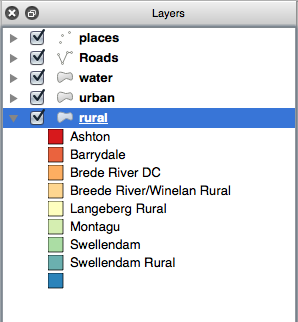 Layers
places
Roads
water
urban
rural
Ashton
Barrydale
Brede River DC
Breede River/Winelan Rural
Langeberg Rural
Montagu
Swellendam
Swellendam Rural